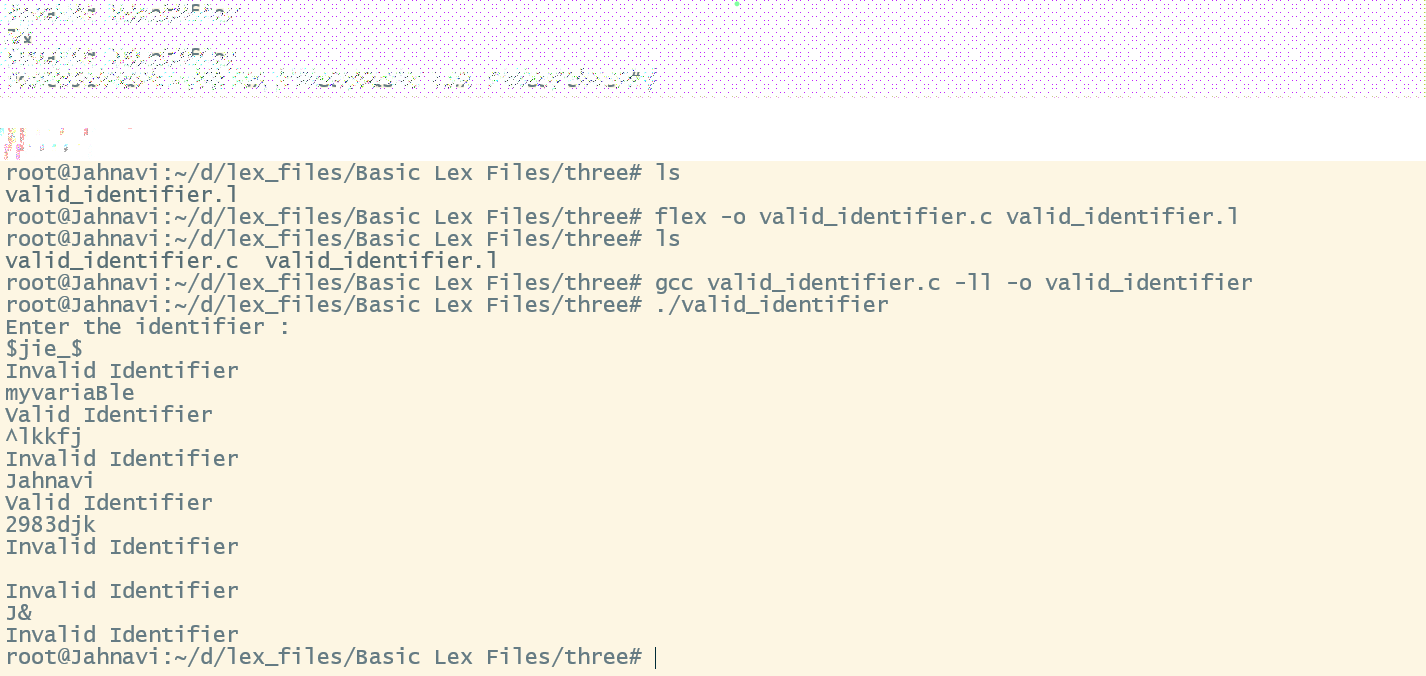 root@Jahnavi:~/d/lex_files/Basic Lex Files/three# ls
valid_identifier.l
root@Jahnavi:~/d/lex_files/Basic Lex Files/three# flex -o valid_identifier.c valid_identifier.l
root@Jahnavi:~/d/lex_files/Basic Lex Files/three# ls
valid_identifier.c  valid_identifier.l
root@Jahnavi:~/d/lex_files/Basic Lex Files/three# gcc valid_identifier.c -ll -o valid_identifier
root@Jahnavi:~/d/lex_files/Basic Lex Files/three# ./valid_identifier
Enter the identifier :
$jie_$
Invalid Identifier
myvariaBle
Valid Identifier
^lkkfj
Invalid Identifier
Jahnavi
Valid Identifier
2983djk
Invalid Identifier

Invalid Identifier
J&
Invalid Identifier
root@Jahnavi:~/d/lex_files/Basic Lex Files/three#